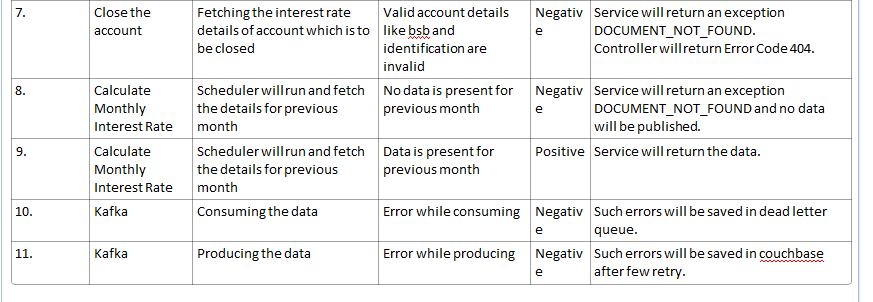 7.
Close the
account
Fetching the interest rate
details of account which is to
be closed
Valid account details
like bsb and
identification are
invalid
Negativ
e
Service will return an exception
DOCUMENT_NOT_FOUND.
Controller will return Error Code 404.
8.
Calculate
Monthly
Interest Rate
Scheduler will run and fetch
the details for previous
month
No data is present for
previous month
Negativ
e
Service will return an exception
DOCUMENT_NOT_FOUND and no data
will be published.
9.
Calculate
Monthly
Interest Rate
Scheduler will run and fetch
the details for previous
month
Data is present for
previous month
Positive
Service will return the data.
10.
Kafka
Consuming the data
Error while consuming
Negativ
e
Such errors will be saved in dead letter
queue.
11.
Kafka
Producing the data
Error while producing
Negativ
e
Such errors will be saved in couchbase
after few retry.